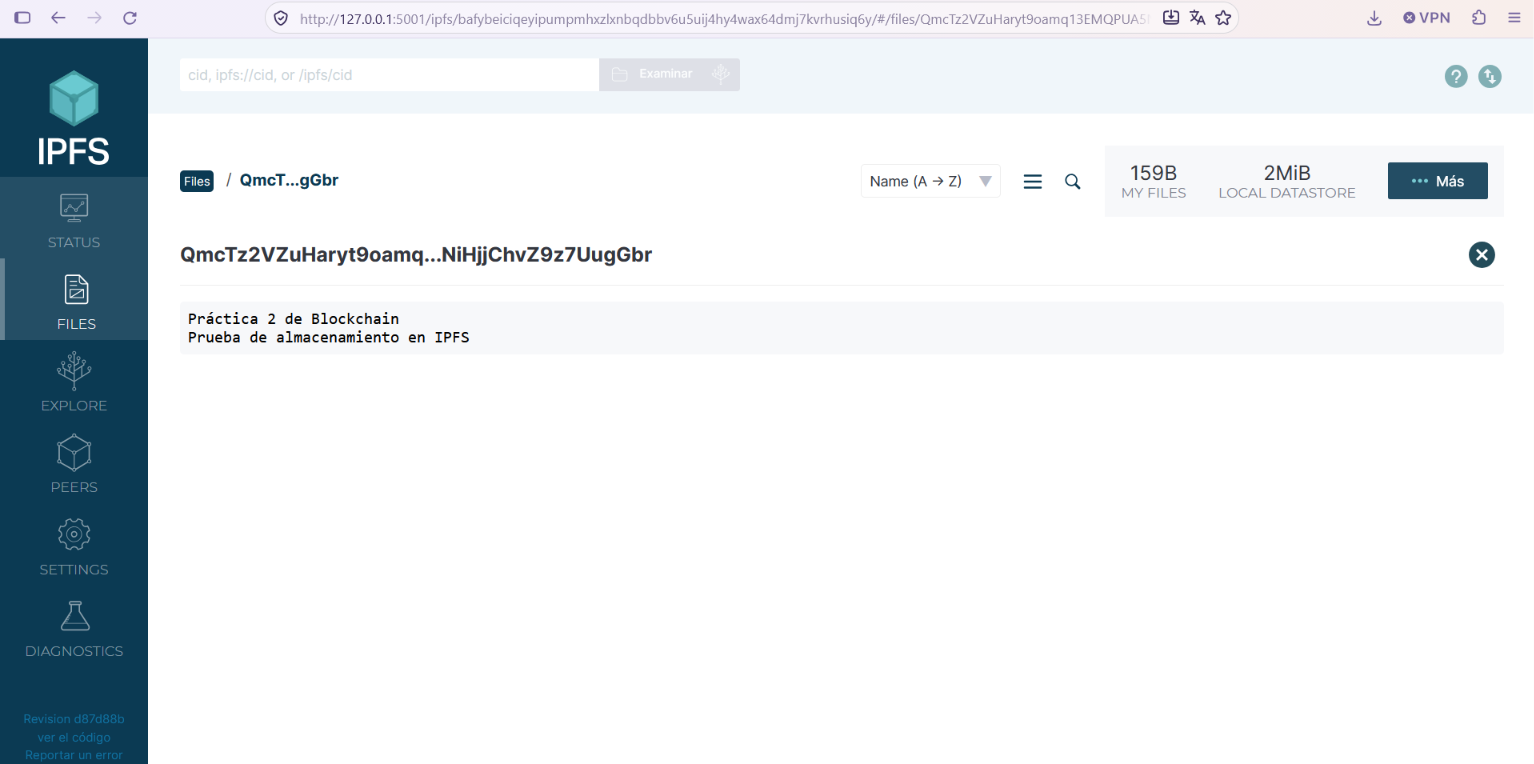 http://127.0.0.1:5001/ipfs/bafybeiciqeyipumpmhxzlxnbqdbbv6u5uij4hy4wax64dmj7kvrhusiq6y/#/files/QmcTz2VZuHaryt9oamq13EMQPUA5
VPN
IPFS
STATUS
FILES
EXPLORE
PEERS
SETTINGS
DIAGNOSTICS
Revision d87d88b
ver el código
Reportar un error
cid, ipfs://cid, or /ipfs/cid
Examinar
?
Files / QmcT...gGbr
Name (A → Z)
159B
MY FILES
2MiB
LOCAL DATASTORE
··· Más
QmcTz2VZuHaryt9oamq...NiHjjChvZ9z7UugGbr
Práctica 2 de Blockchain
Prueba de almacenamiento en IPFS